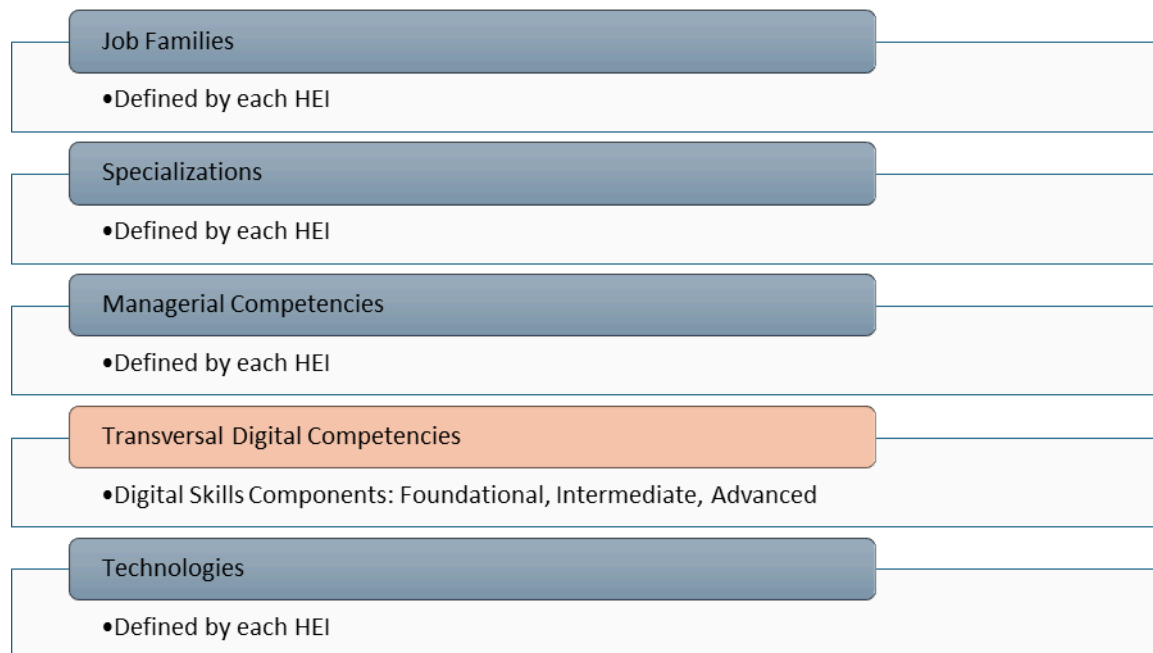 Job Families
•Defined by each HEI
Specializations
•Defined by each HEI
Managerial Competencies
•Defined by each HEI
Transversal Digital Competencies
•Digital Skills Components: Foundational, Intermediate, Advanced
Technologies
•Defined by each HEI